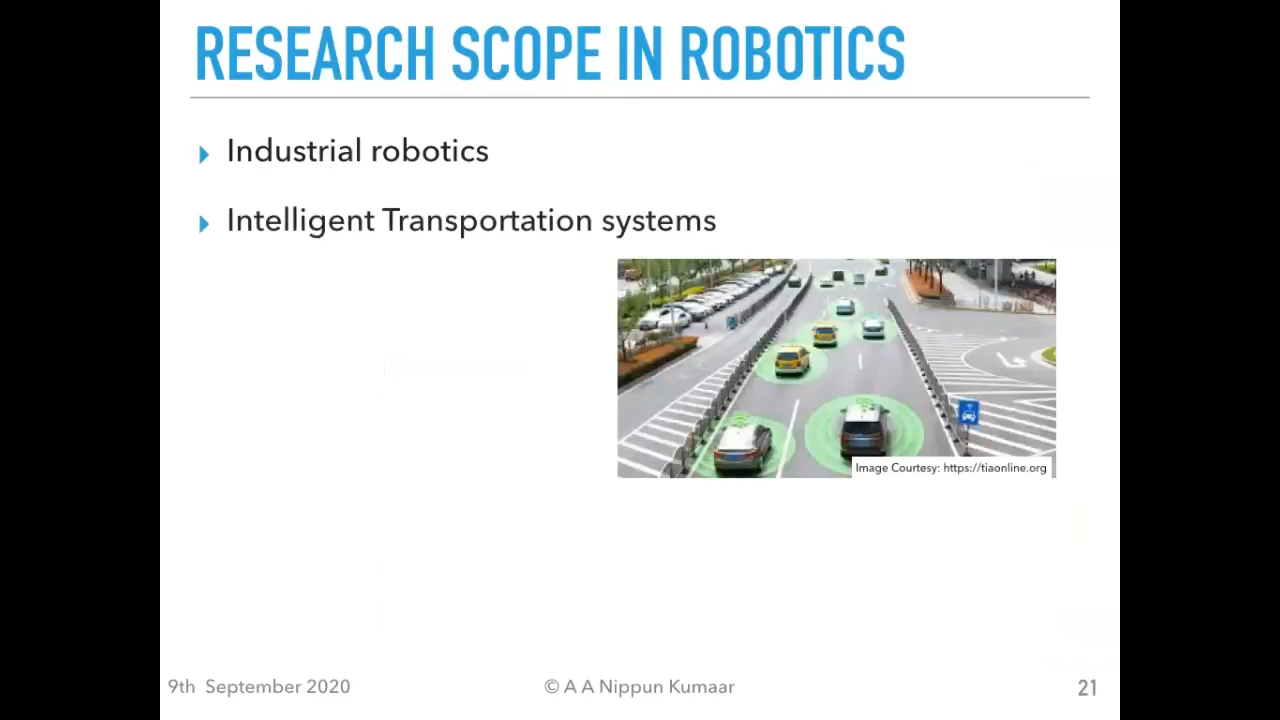 RESEARCH SCOPE IN ROBOTICS
Industrial robotics
Intelligent Transportation systems
Image Courtesy: https://tiaonline.org
9th September 2020
© A A Nippun Kumaar
21